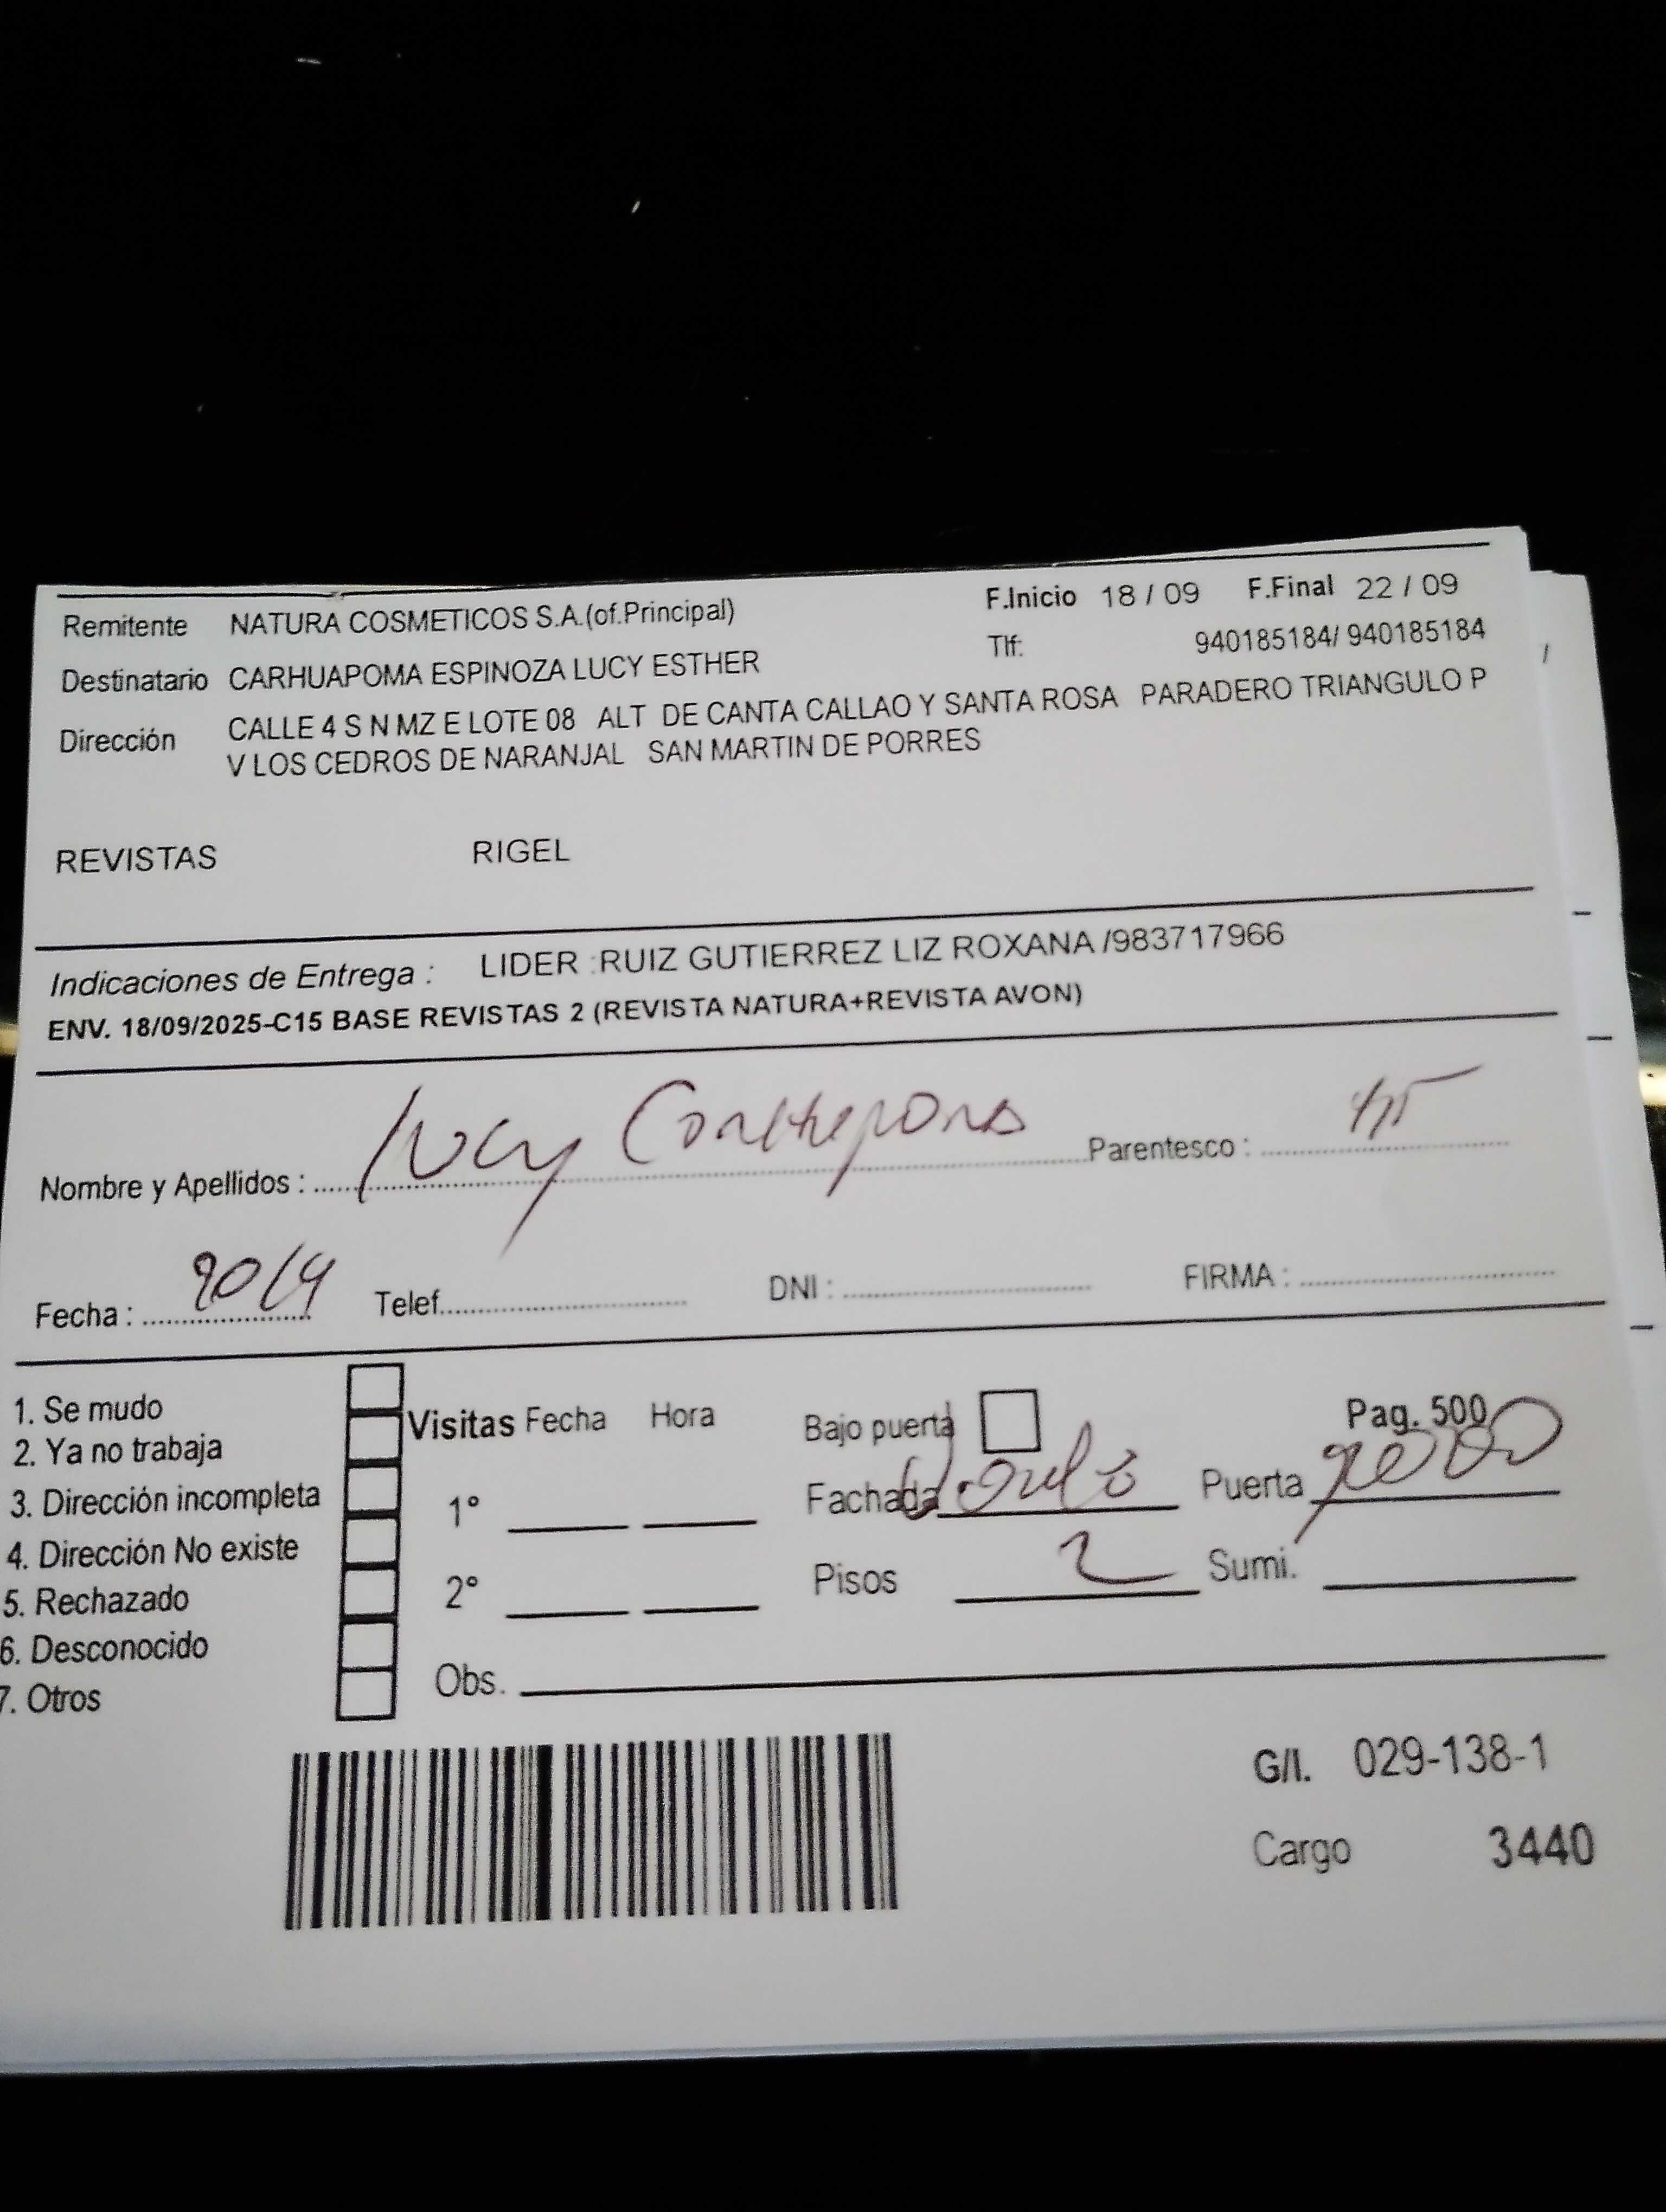 Remitente NATURA COSMETICOS S.A.(of.Principal) F.Inicio 18 / 09 F.Final 22 / 09
Tlf: 940185184/ 940185184
Destinatario CARHUAPOMA ESPINOZA LUCY ESTHER
Dirección CALLE 4 S N MZ E LOTE 08 ALT DE CANTA CALLAO Y SANTA ROSA PARADERO TRIANGULO P
V LOS CEDROS DE NARANJAL SAN MARTIN DE PORRES
REVISTAS RIGEL
Indicaciones de Entrega : LIDER :RUIZ GUTIERREZ LIZ ROXANA /983717966
ENV. 18/09/2025-C15 BASE REVISTAS 2 (REVISTA NATURA+REVISTA AVON)
Nombre y Apellidos : Lucy Parentesco :
Fecha : 20/9 Telef. DNI : FIRMA :
1. Se mudo
2. Ya no trabaja
3. Dirección incompleta
4. Dirección No existe
5. Rechazado
6. Desconocido
7. Otros
Visitas Fecha Hora
1°
2°
Obs.
Bajo puerta Pag. 500
Fachada Puerta
Pisos 2 Sumi.
G/I. 029-138-1
Cargo 3440